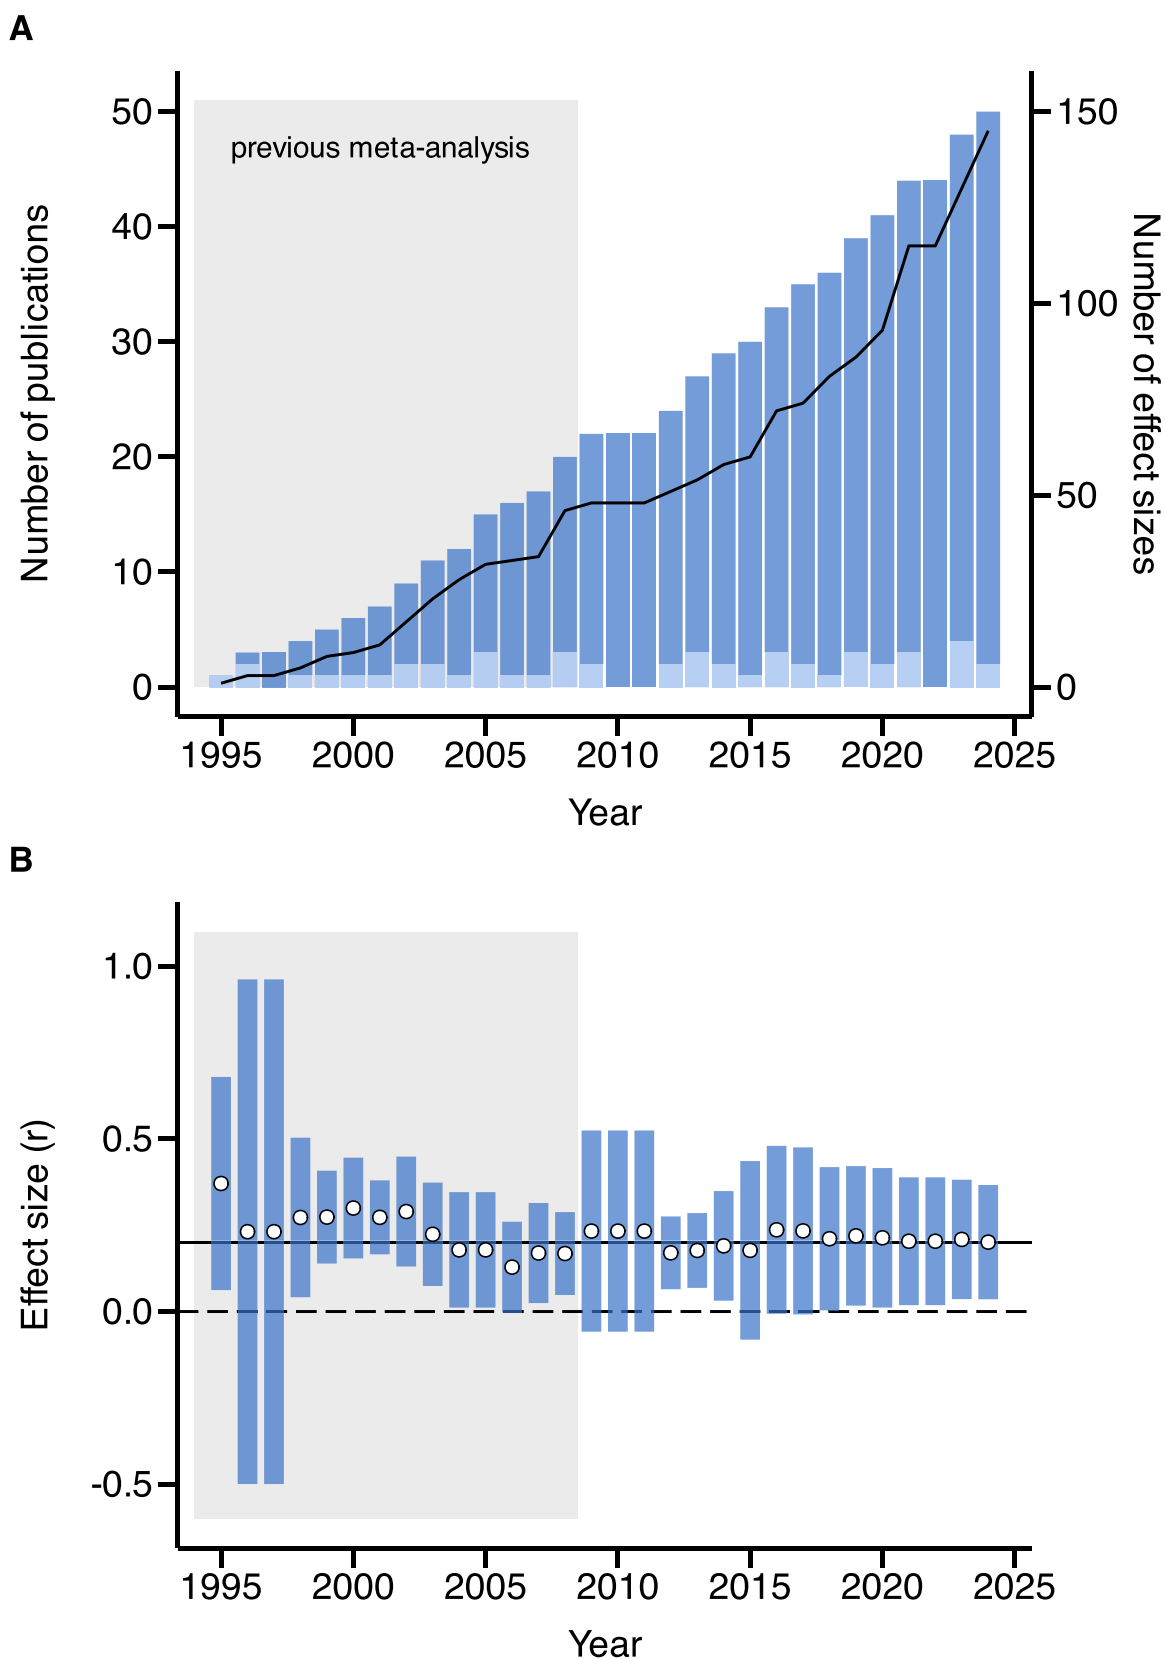 A
previous meta-analysis
Number of publications
50
40
30
20
10
0
150
100
50
0
Number of effect sizes
1995 2000 2005 2010 2015 2020 2025
Year
B
Effect size (r)
1.0
0.5
0.0
-0.5
1995 2000 2005 2010 2015 2020 2025
Year